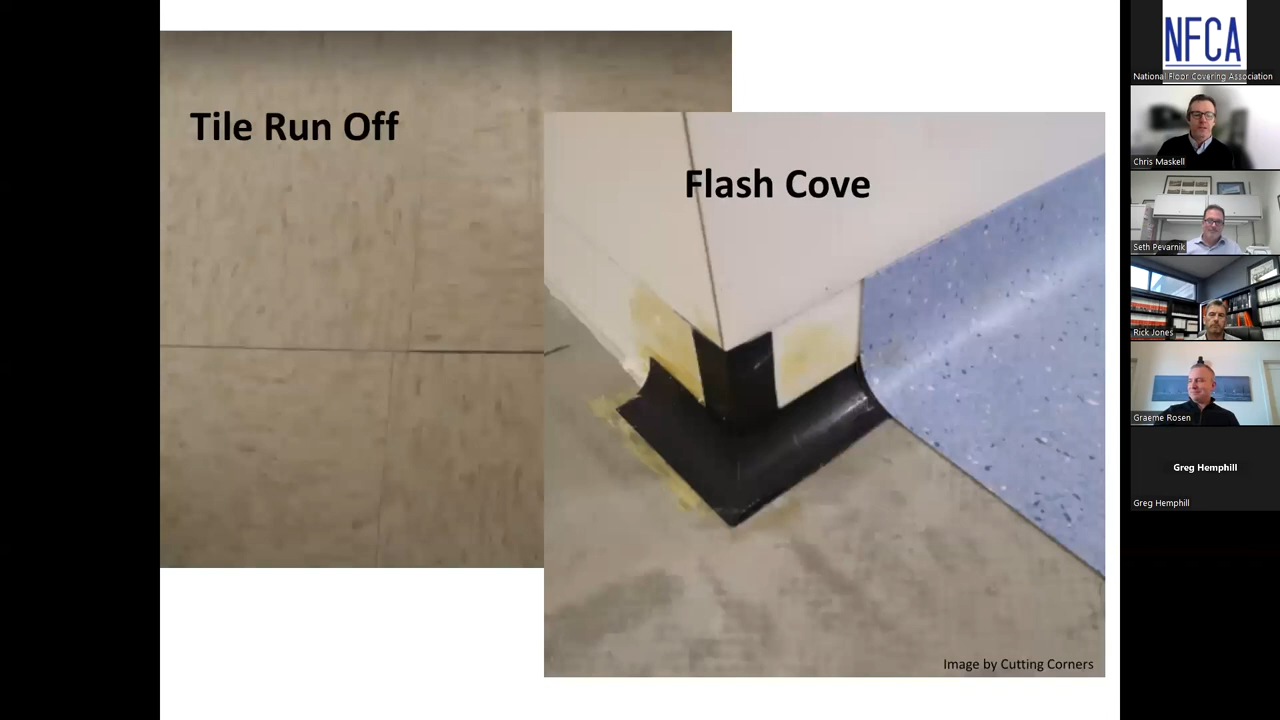 Tile Run Off
Flash Cove
Image by Cutting Corners
NFCA
National Floor Covering Association
Chris Maskell
Seth Pevarnik
Rick Jones
Graeme Rosen
Greg Hemphill
Greg Hemphill